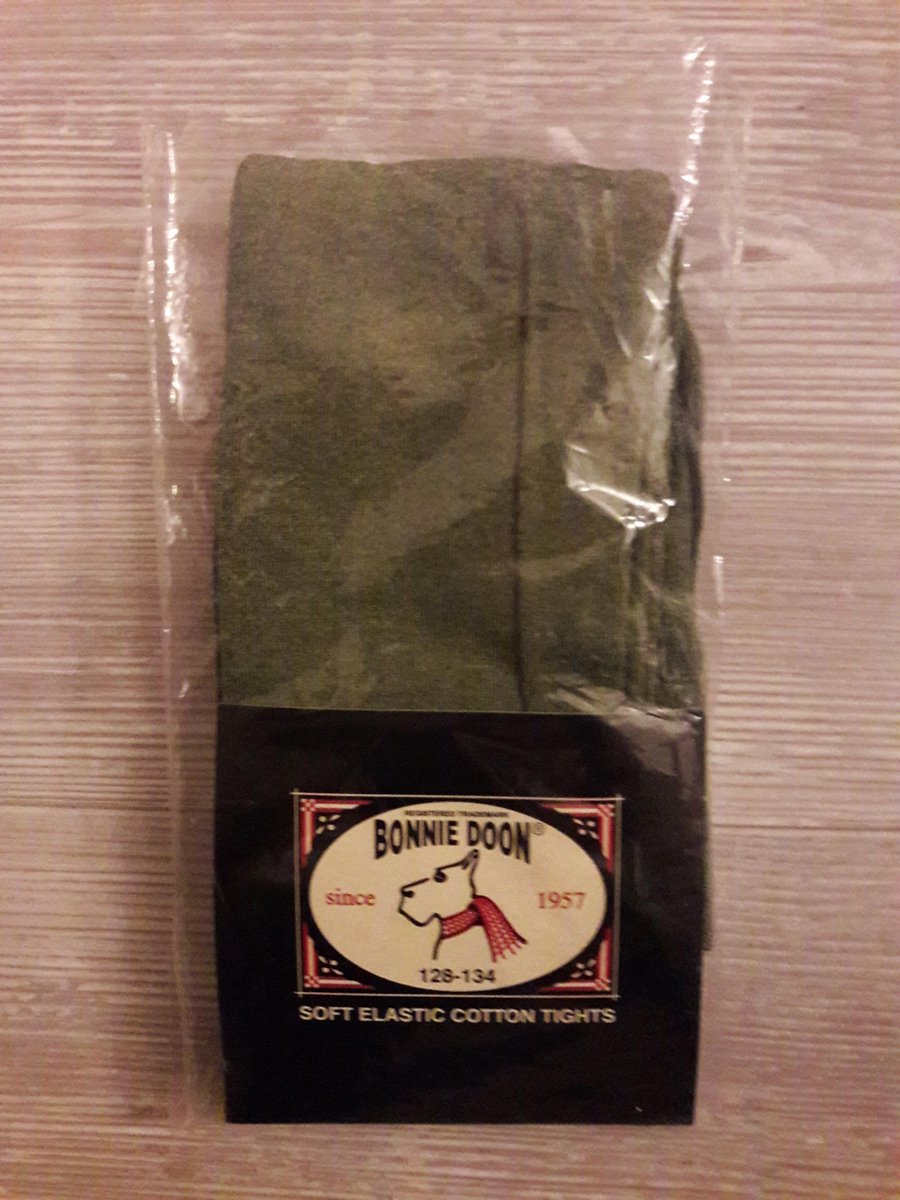 REGISTERED TRADEMARK
BONNIE DOON®
since 1957
128-134
SOFT ELASTIC COTTON TIGHTS